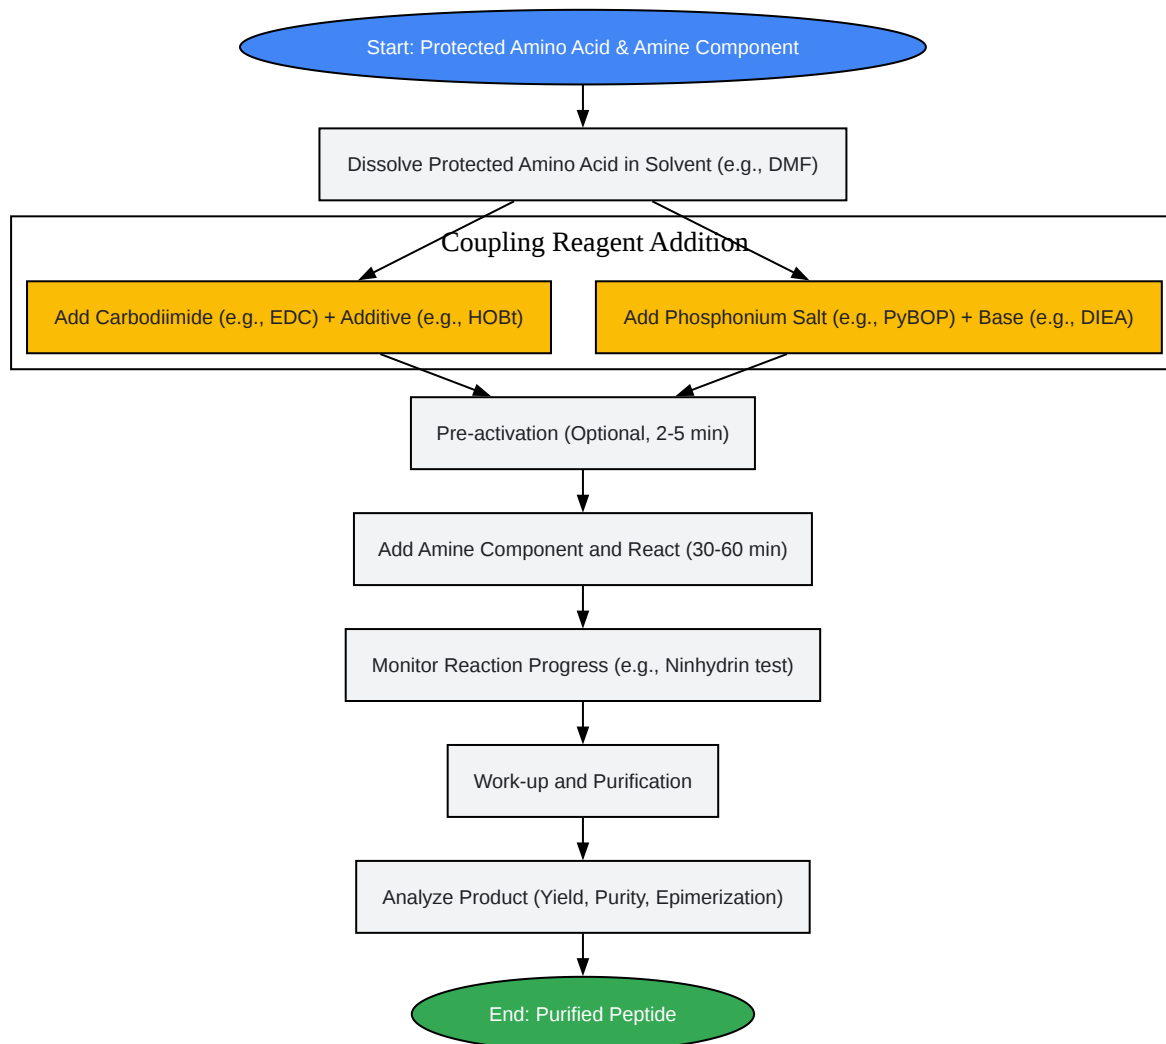 Start: Protected Amino Acid & Amine Component
Dissolve Protected Amino Acid in Solvent (e.g., DMF)
Coupling Reagent Addition
Add Carbodiimide (e.g., EDC) + Additive (e.g., HOBt)
Add Phosphonium Salt (e.g., PyBOP) + Base (e.g., DIEA)
Pre-activation (Optional, 2-5 min)
Add Amine Component and React (30-60 min)
Monitor Reaction Progress (e.g., Ninhydrin test)
Work-up and Purification
Analyze Product (Yield, Purity, Epimerization)
End: Purified Peptide